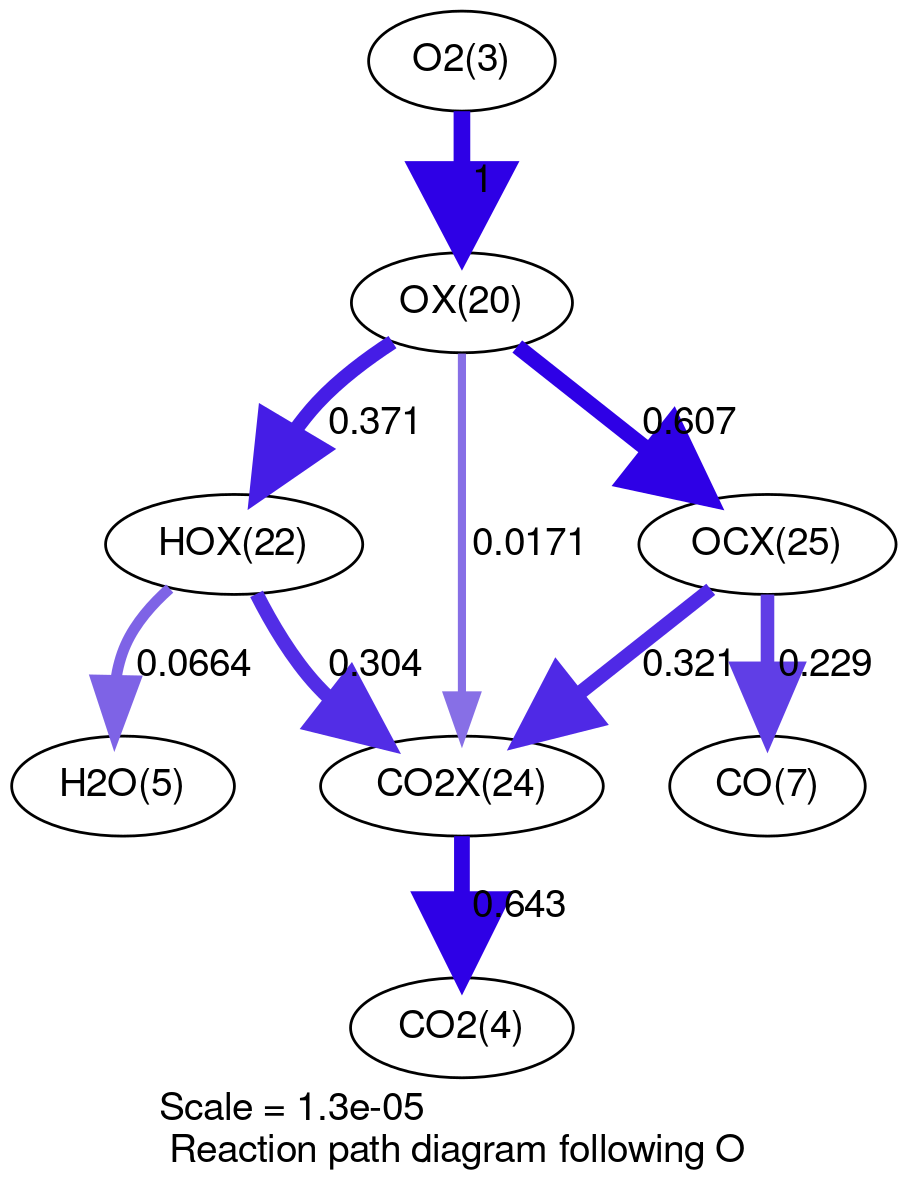 O2(3)
1
OX(20)
0.371
0.607
HOX(22)
0.0171
OCX(25)
0.0664
0.304
0.321
0.229
H2O(5)
CO2X(24)
CO(7)
0.643
CO2(4)
Scale = 1.3e-05
Reaction path diagram following O